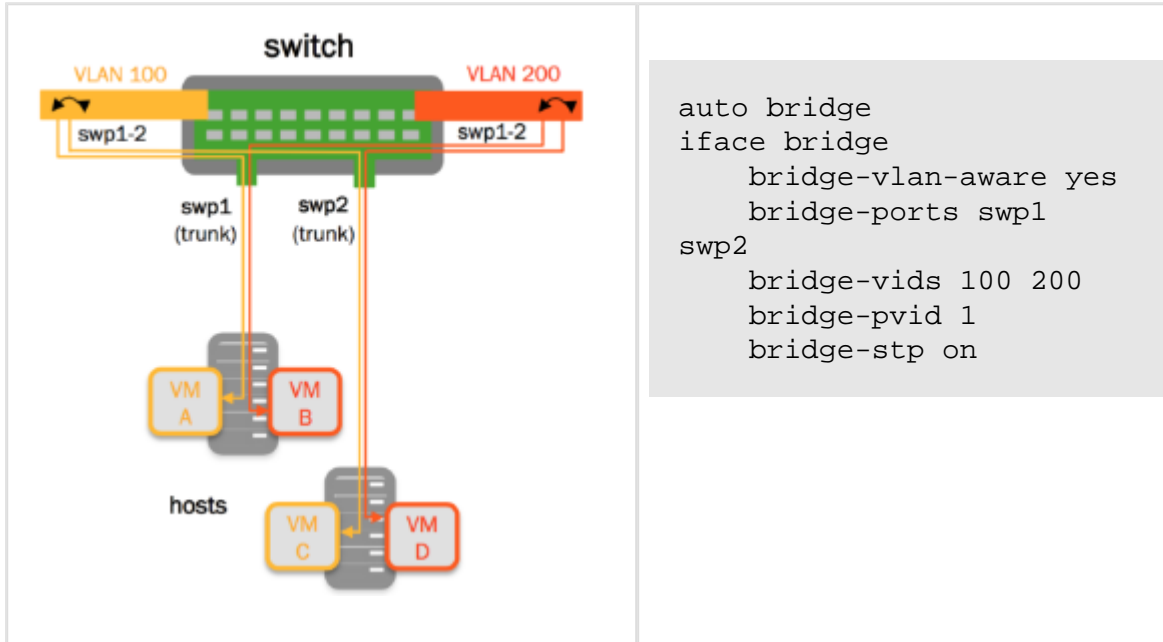 switch
VLAN 100
VLAN 200
swp1-2
swp1-2
swp1
(trunk)
swp2
(trunk)
VM
A
VM
B
hosts
VM
C
VM
D
auto bridge
iface bridge
    bridge-vlan-aware yes
    bridge-ports swp1
swp2
    bridge-vids 100 200
    bridge-pvid 1
    bridge-stp on